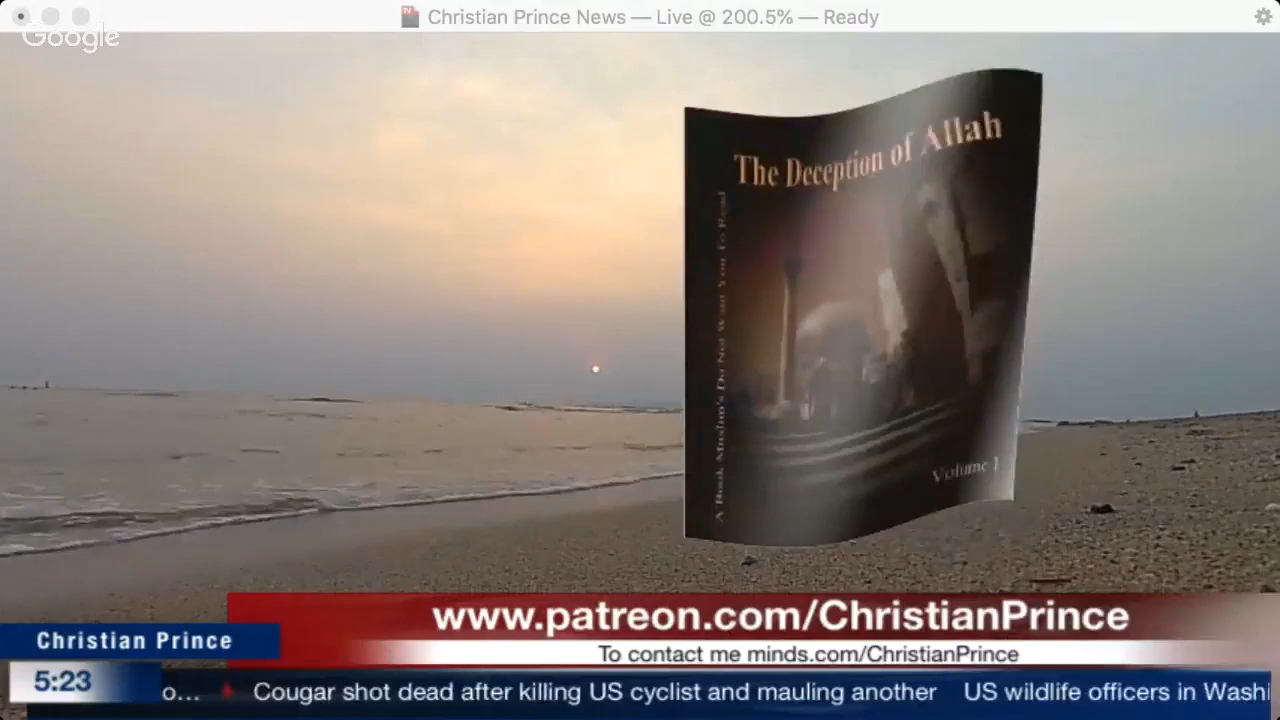 Christian Prince News — Live @ 200.5% — Ready
Google
The Deception of Allah
A Book Muslim's Do Not Want You To Read
Volume 1
www.patreon.com/ChristianPrince
Christian Prince
To contact me minds.com/ChristianPrince
5:23
o... Cougar shot dead after killing US cyclist and mauling another US wildlife officers in Washi